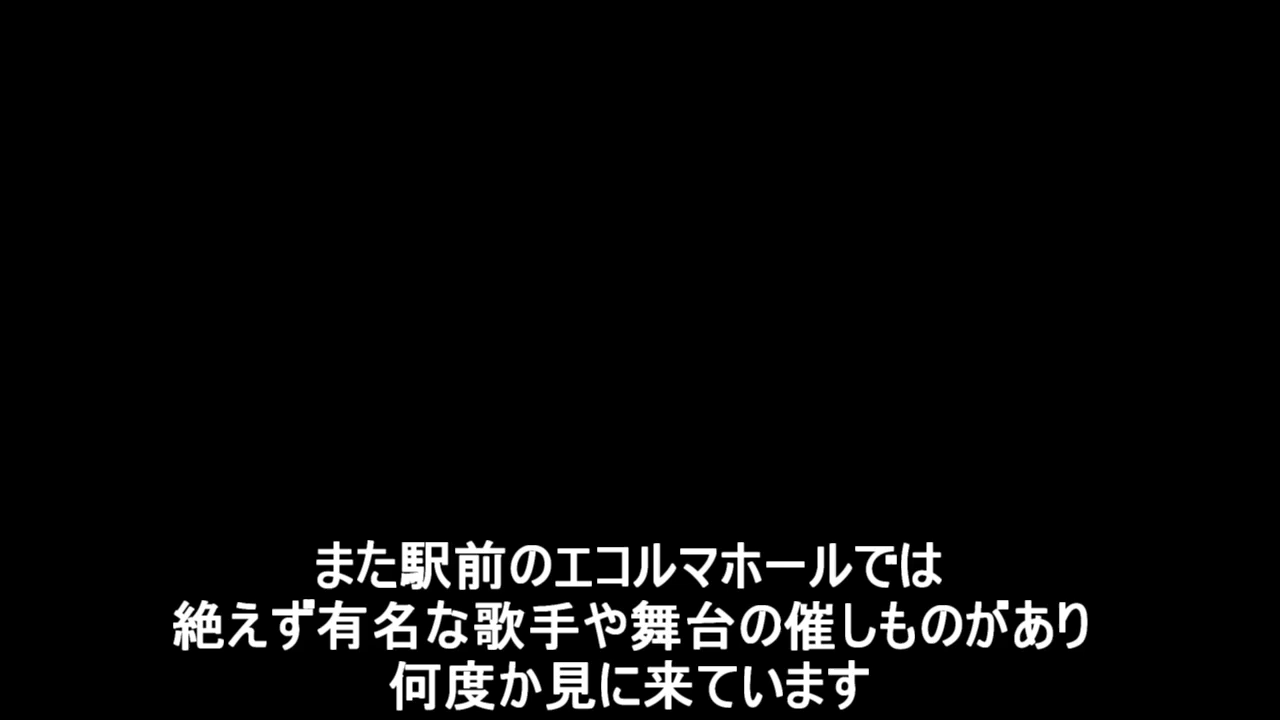 また駅前のエコルマホールでは
絶えず有名な歌手や舞台の催しものがあり
何度か見に来ています